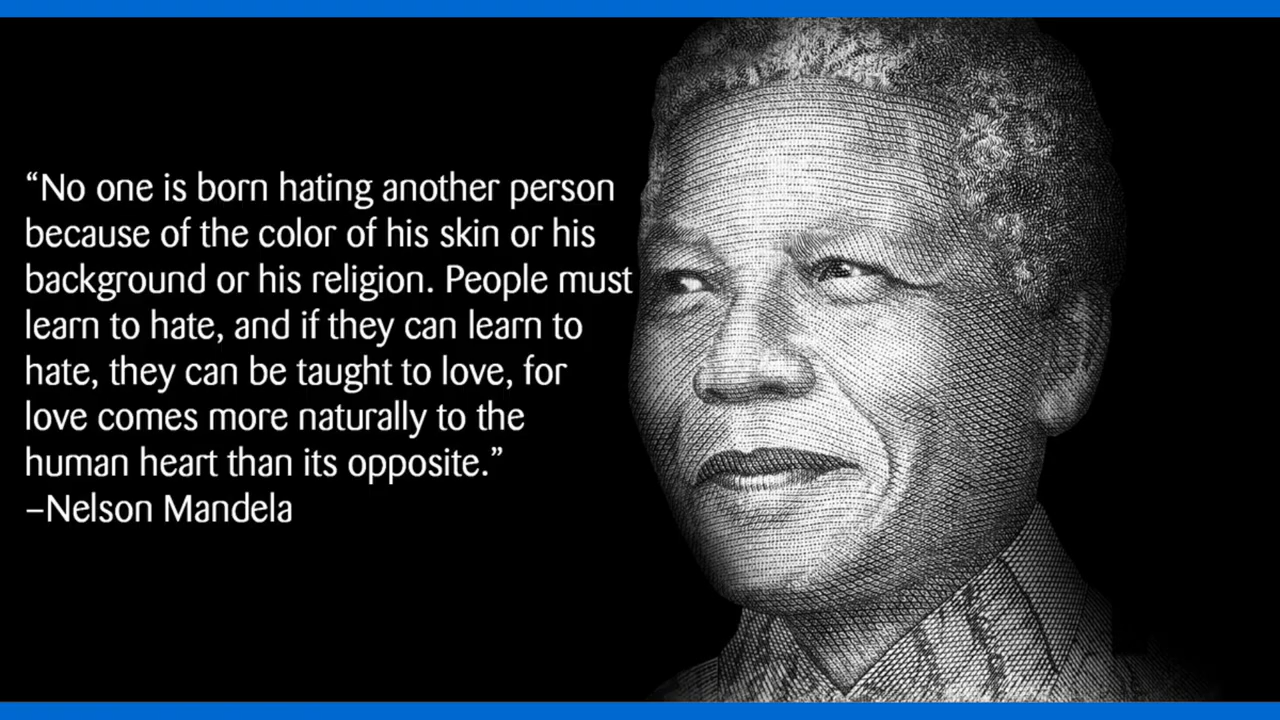 “No one is born hating another person
because of the color of his skin or his
background or his religion. People must
learn to hate, and if they can learn to
hate, they can be taught to love, for
love comes more naturally to the
human heart than its opposite.”
–Nelson Mandela